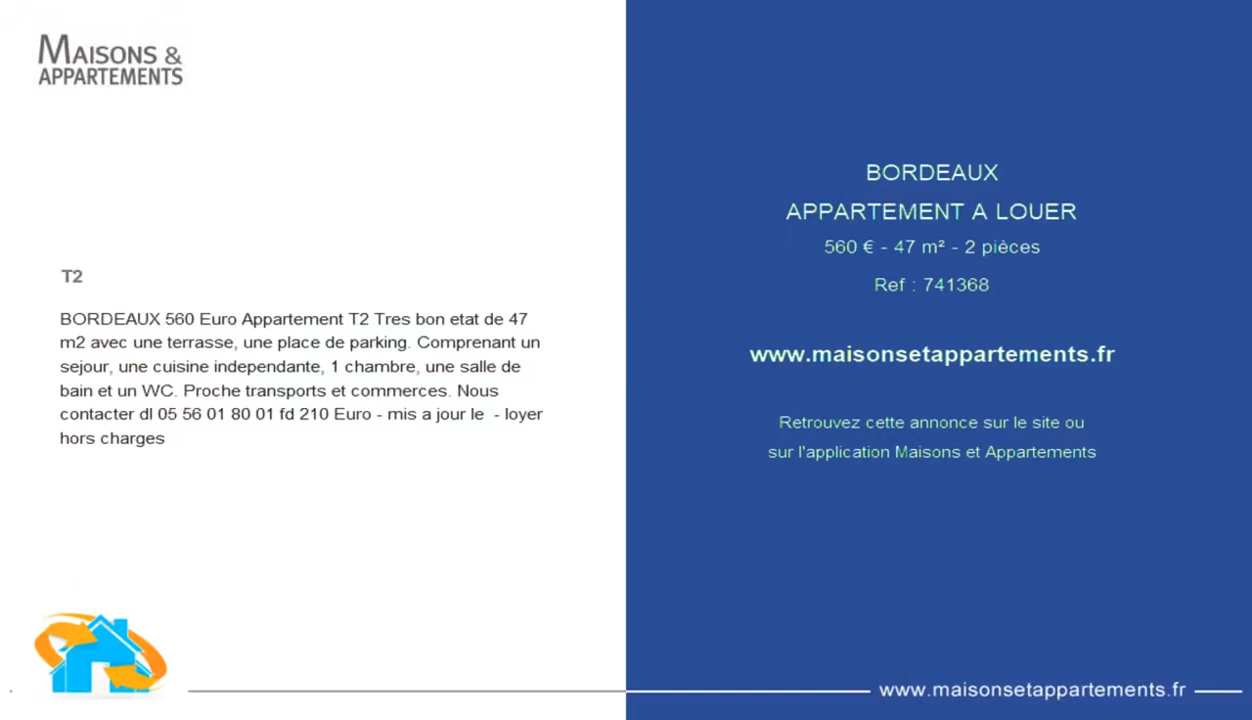 MAISONS &
APPARTEMENTS
T2
BORDEAUX 560 Euro Appartement T2 Tres bon etat de 47
m2 avec une terrasse, une place de parking. Comprenant un
sejour, une cuisine independante, 1 chambre, une salle de
bain et un WC. Proche transports et commerces. Nous
contacter dl 05 56 01 80 01 fd 210 Euro - mis a jour le  - loyer
hors charges
BORDEAUX
APPARTEMENT A LOUER
560 € - 47 m² - 2 pièces
Ref : 741368
www.maisonsetappartements.fr
Retrouvez cette annonce sur le site ou
sur l'application Maisons et Appartements
www.maisonsetappartements.fr